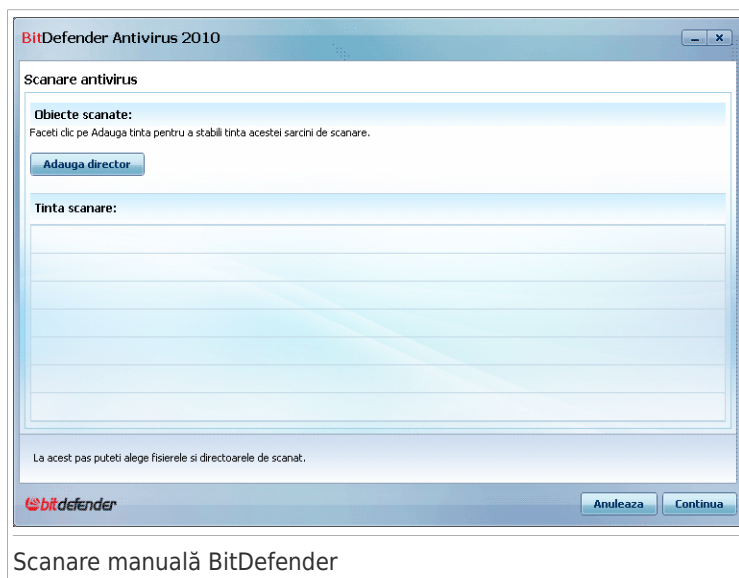 BitDefender Antivirus 2010
Scanare antivirus
Obiecte scanate:
Faceti clic pe Adauga tinta pentru a stabili tinta acestei sarcini de scanare.
Adauga director
Tinta scanare:
La acest pas puteti alege fisierele si directoarele de scanat.
bitdefender
Anuleaza
Continua
Scanare manuală BitDefender